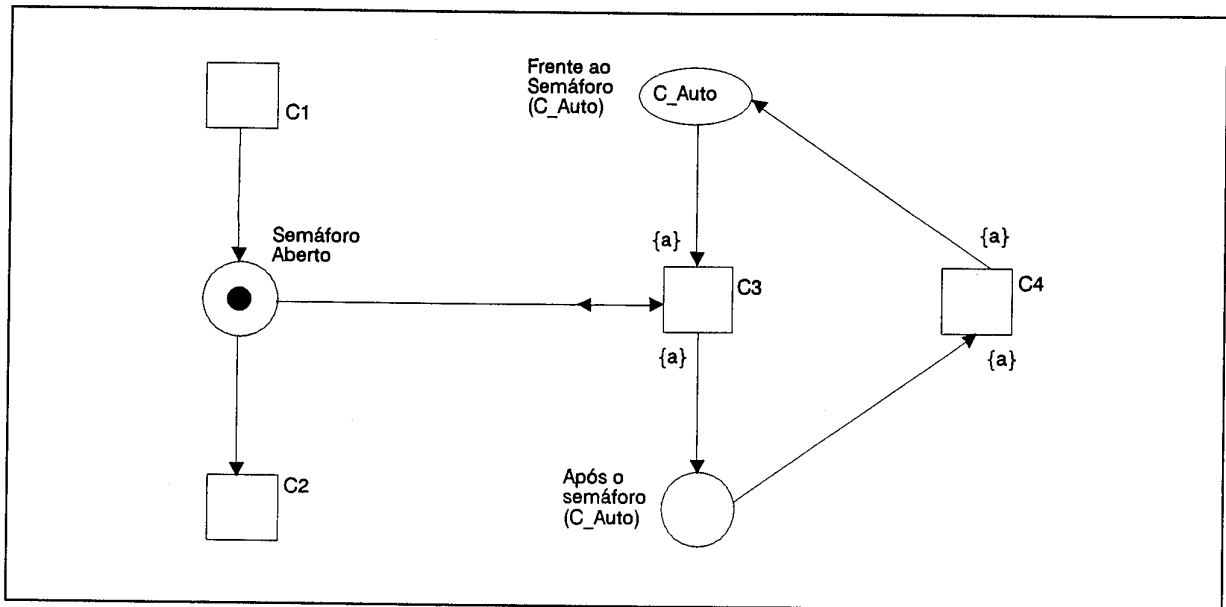 C1
Frente ao
Semáforo
(C_Auto)
C_Auto
Semáforo
Aberto
{a}
{a}
C3
C4
{a}
{a}
C2
Após o
semáforo
(C_Auto)